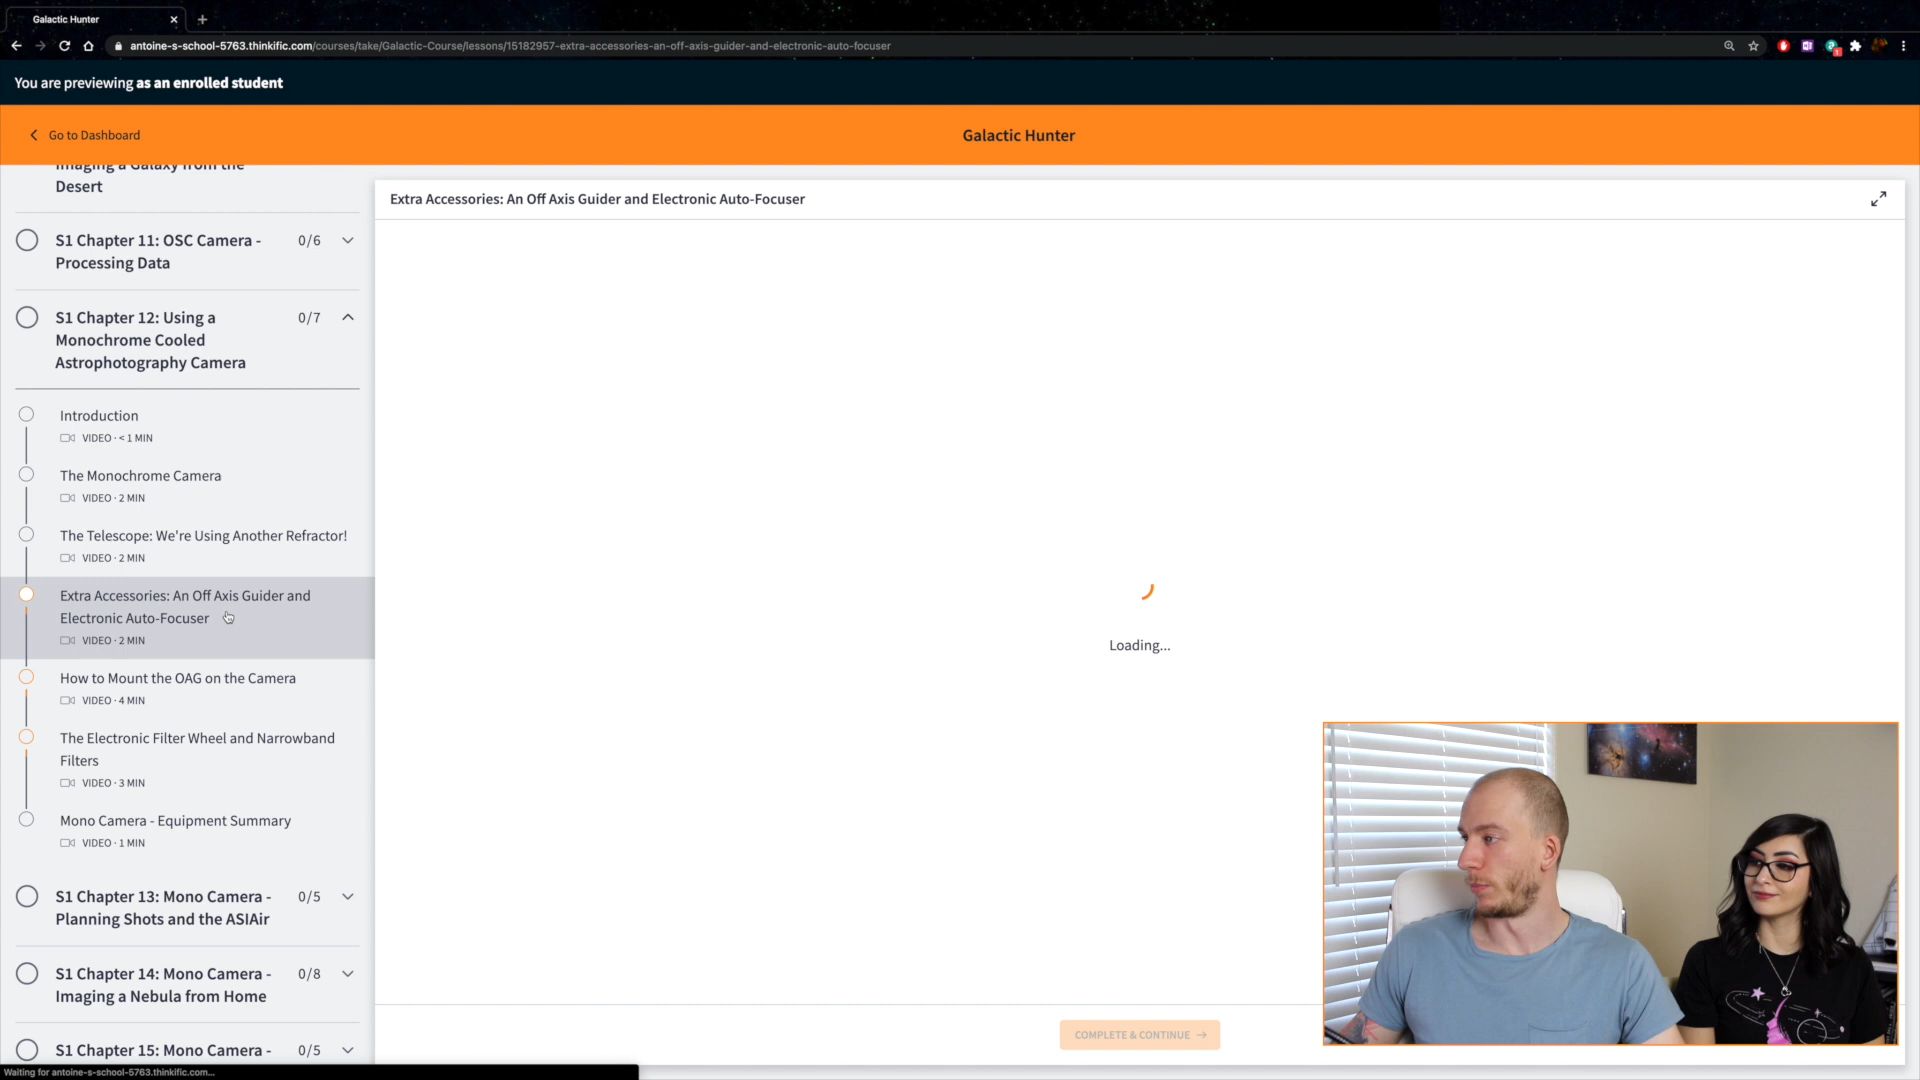 Galactic Hunter
antoine-s-school-5763.thinkific.com/courses/take/Galactic-Course/lessons/15182957-extra-accessories-an-off-axis-guider-and-electronic-auto-focuser
You are previewing as an enrolled student
Go to Dashboard
Galactic Hunter
Imaging a Galaxy from the
Desert
S1 Chapter 11: OSC Camera - 0/6
Processing Data
S1 Chapter 12: Using a 0/7
Monochrome Cooled
Astrophotography Camera
Introduction
VIDEO · < 1 MIN
The Monochrome Camera
VIDEO · 2 MIN
The Telescope: We're Using Another Refractor!
VIDEO · 2 MIN
Extra Accessories: An Off Axis Guider and
Electronic Auto-Focuser
VIDEO · 2 MIN
How to Mount the OAG on the Camera
VIDEO · 4 MIN
The Electronic Filter Wheel and Narrowband
Filters
VIDEO · 3 MIN
Mono Camera - Equipment Summary
VIDEO · 1 MIN
S1 Chapter 13: Mono Camera - 0/5
Planning Shots and the ASIAir
S1 Chapter 14: Mono Camera - 0/8
Imaging a Nebula from Home
S1 Chapter 15: Mono Camera - 0/5
Waiting for antoine-s-school-5763.thinkific.com...
Extra Accessories: An Off Axis Guider and Electronic Auto-Focuser
Loading...
COMPLETE & CONTINUE →